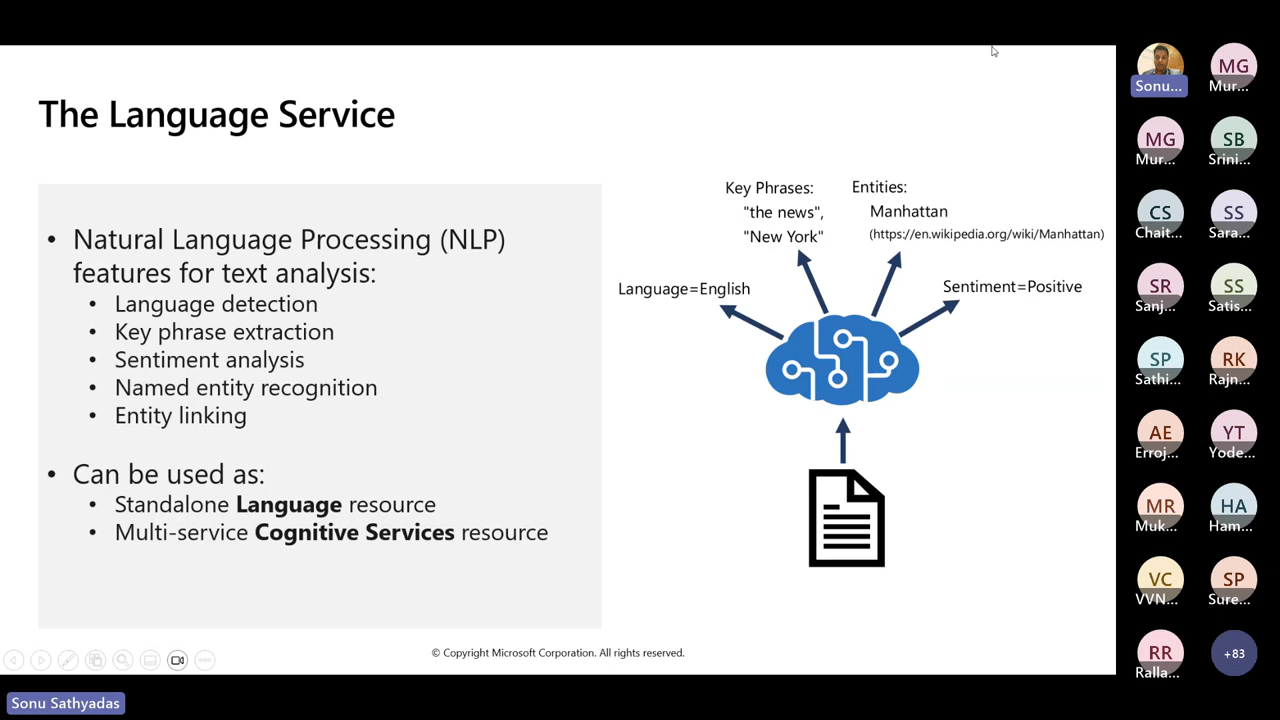 The Language Service
• Natural Language Processing (NLP)
features for text analysis:
• Language detection
• Key phrase extraction
• Sentiment analysis
• Named entity recognition
• Entity linking
• Can be used as:
• Standalone Language resource
• Multi-service Cognitive Services resource
Key Phrases:
"the news",
"New York"
Entities:
Manhattan
(https://en.wikipedia.org/wiki/Manhattan)
Language=English
Sentiment=Positive
© Copyright Microsoft Corporation. All rights reserved.
Sonu Sathyadas
Sonu...
MG
Mur...
MG
Mur...
SB
Srini...
CS
Chait...
SS
Sara...
SR
Sanj...
SS
Satis...
SP
Sathi...
RK
Rajn...
AE
Erroj...
YT
Yode...
MR
Muk...
HA
Ham...
VC
VVN...
SP
Sure...
RR
Ralla...
+83